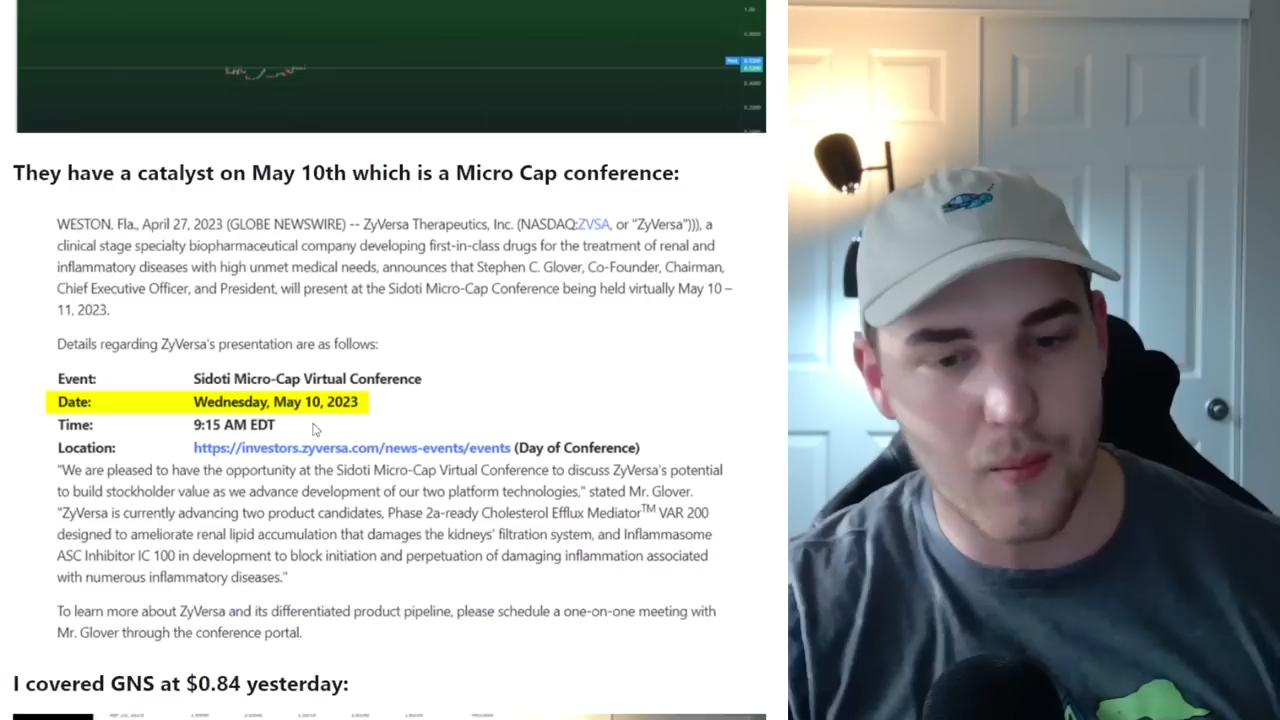 They have a catalyst on May 10th which is a Micro Cap conference:
WESTON, Fla., April 27, 2023 (GLOBE NEWSWIRE) -- ZyVersa Therapeutics, Inc. (NASDAQ:ZVSA, or "ZyVersa"))), a
clinical stage specialty biopharmaceutical company developing first-in-class drugs for the treatment of renal and
inflammatory diseases with high unmet medical needs, announces that Stephen C. Glover, Co-Founder, Chairman,
Chief Executive Officer, and President, will present at the Sidoti Micro-Cap Conference being held virtually May 10 –
11, 2023.
Details regarding ZyVersa's presentation are as follows:
Event: Sidoti Micro-Cap Virtual Conference
Date: Wednesday, May 10, 2023
Time: 9:15 AM EDT
Location: https://investors.zyversa.com/news-events/events (Day of Conference)
"We are pleased to have the opportunity at the Sidoti Micro-Cap Virtual Conference to discuss ZyVersa's potential
to build stockholder value as we advance development of our two platform technologies," stated Mr. Glover.
"ZyVersa is currently advancing two product candidates, Phase 2a-ready Cholesterol Efflux Mediator™ VAR 200
designed to ameliorate renal lipid accumulation that damages the kidneys' filtration system, and Inflammasome
ASC Inhibitor IC 100 in development to block initiation and perpetuation of damaging inflammation associated
with numerous inflammatory diseases."
To learn more about ZyVersa and its differentiated product pipeline, please schedule a one-on-one meeting with
Mr. Glover through the conference portal.
I covered GNS at $0.84 yesterday: